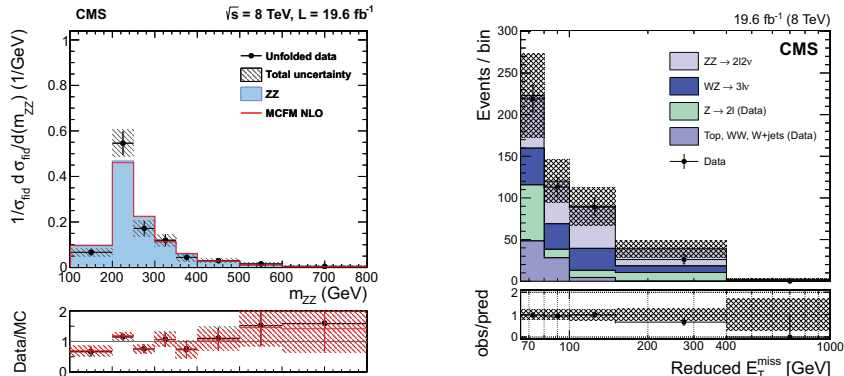 CMS
√s = 8 TeV, L = 19.6 fb⁻¹
1/σ_fid d σ_fid/d(m_ZZ) (1/GeV)
1
0.8
0.6
0.4
0.2
0
Unfolded data
Total uncertainty
ZZ
MCFM NLO
100 200 300 400 500 600 700 800
m_ZZ (GeV)
Data/MC
2
1
0
19.6 fb⁻¹ (8 TeV)
CMS
Events / bin
300
250
200
150
100
50
0
ZZ → 2l2ν
WZ → 3lν
Z → 2l (Data)
Top, WW, W+jets (Data)
Data
obs/pred
2
1
0
70 100 200 300 400 1000
Reduced E_T^miss [GeV]